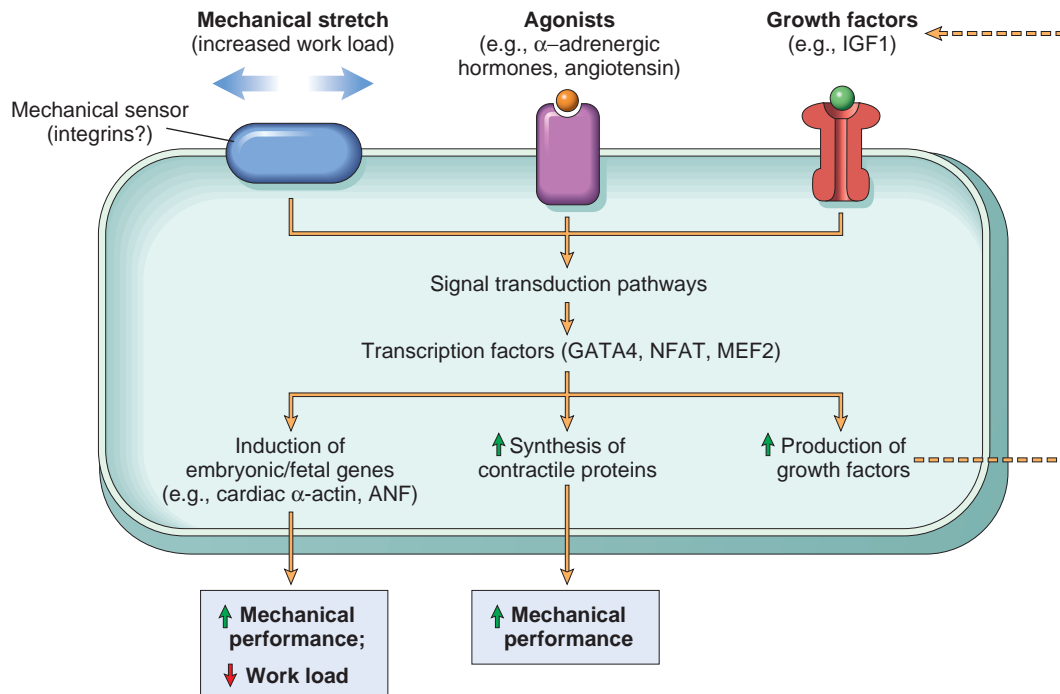 Mechanical stretch
(increased work load)
Agonists
(e.g., α–adrenergic
hormones, angiotensin)
Growth factors
(e.g., IGF1)
Mechanical sensor
(integrins?)
Signal transduction pathways
Transcription factors (GATA4, NFAT, MEF2)
Induction of
embryonic/fetal genes
(e.g., cardiac α-actin, ANF)
Synthesis of
contractile proteins
Production of
growth factors
Mechanical
performance;
Work load
Mechanical
performance